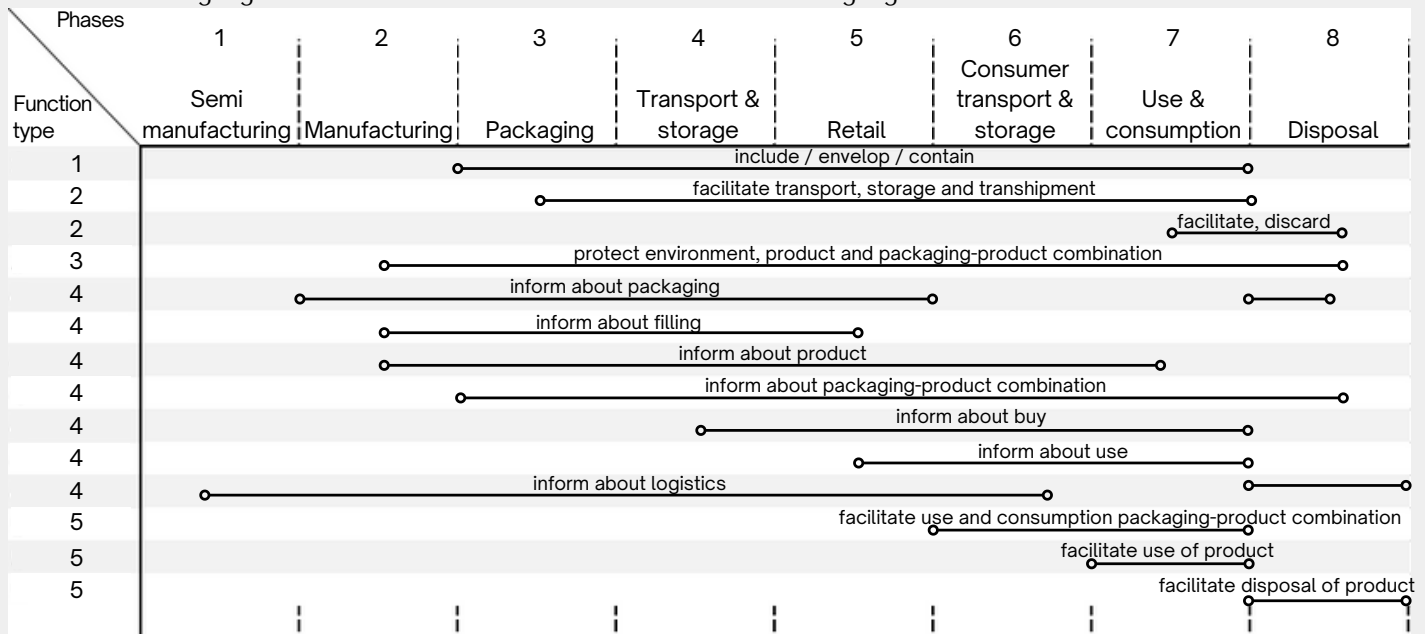 Phases
1 2 3 4 5 6 7 8
Function type
Semi manufacturing
Manufacturing
Packaging
Transport & storage
Retail
Consumer transport & storage
Use & consumption
Disposal
1 include / envelop / contain
2 facilitate transport, storage and transhipment
2 facilitate, discard
3 protect environment, product and packaging-product combination
4 inform about packaging
4 inform about filling
4 inform about product
4 inform about packaging-product combination
4 inform about buy
4 inform about use
4 inform about logistics
5 facilitate use and consumption packaging-product combination
5 facilitate use of product
5 facilitate disposal of product